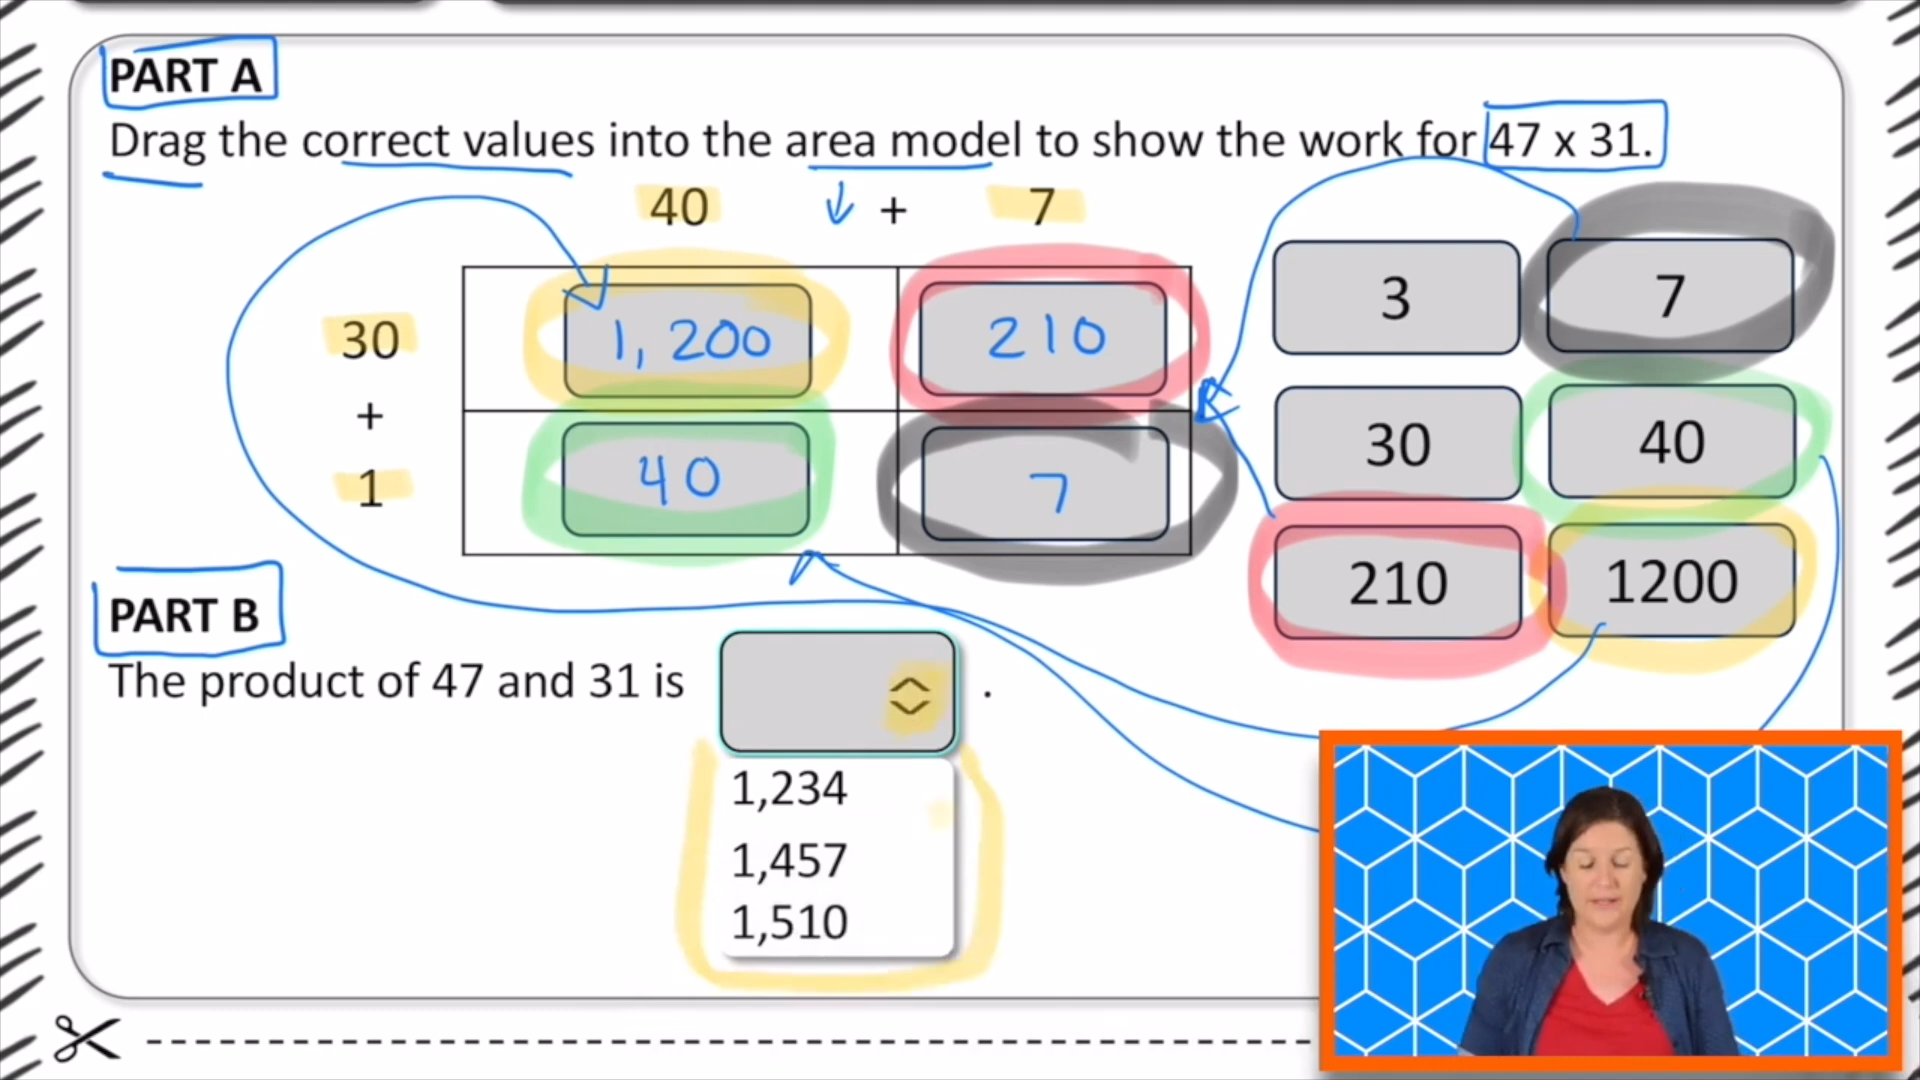 PART A
Drag the correct values into the area model to show the work for 47 x 31.
40 + 7
30 1,200 210
+
1 40 7
3 7
30 40
210 1200
PART B
The product of 47 and 31 is .
1,234
1,457
1,510